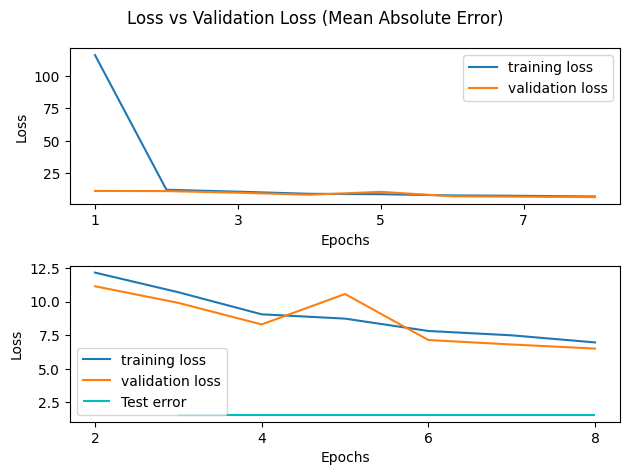 Loss vs Validation Loss (Mean Absolute Error)
100
75
50
25
Loss
training loss
validation loss
1
3
5
7
Epochs
12.5
10.0
7.5
5.0
2.5
Loss
training loss
validation loss
Test error
2
4
6
8
Epochs